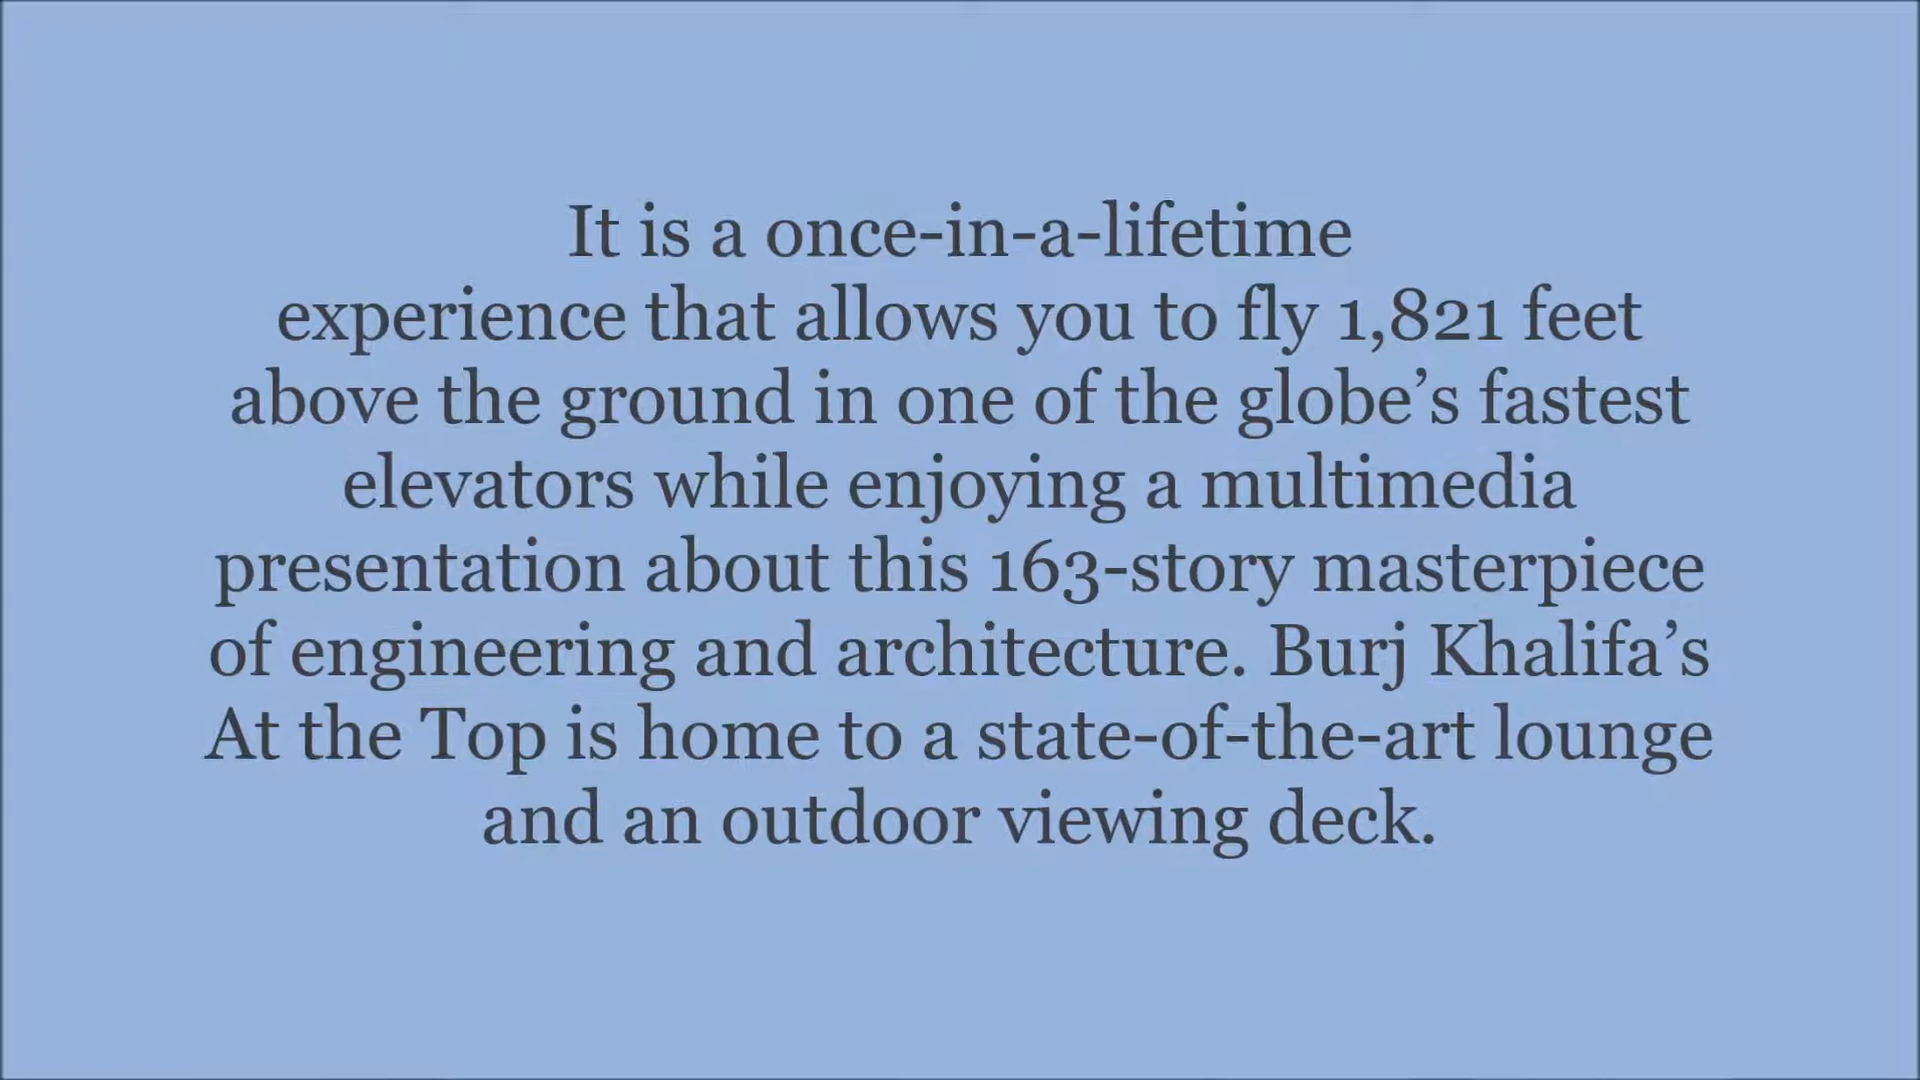 It is a once-in-a-lifetime
experience that allows you to fly 1,821 feet
above the ground in one of the globe’s fastest
elevators while enjoying a multimedia
presentation about this 163-story masterpiece
of engineering and architecture. Burj Khalifa’s
At the Top is home to a state-of-the-art lounge
and an outdoor viewing deck.